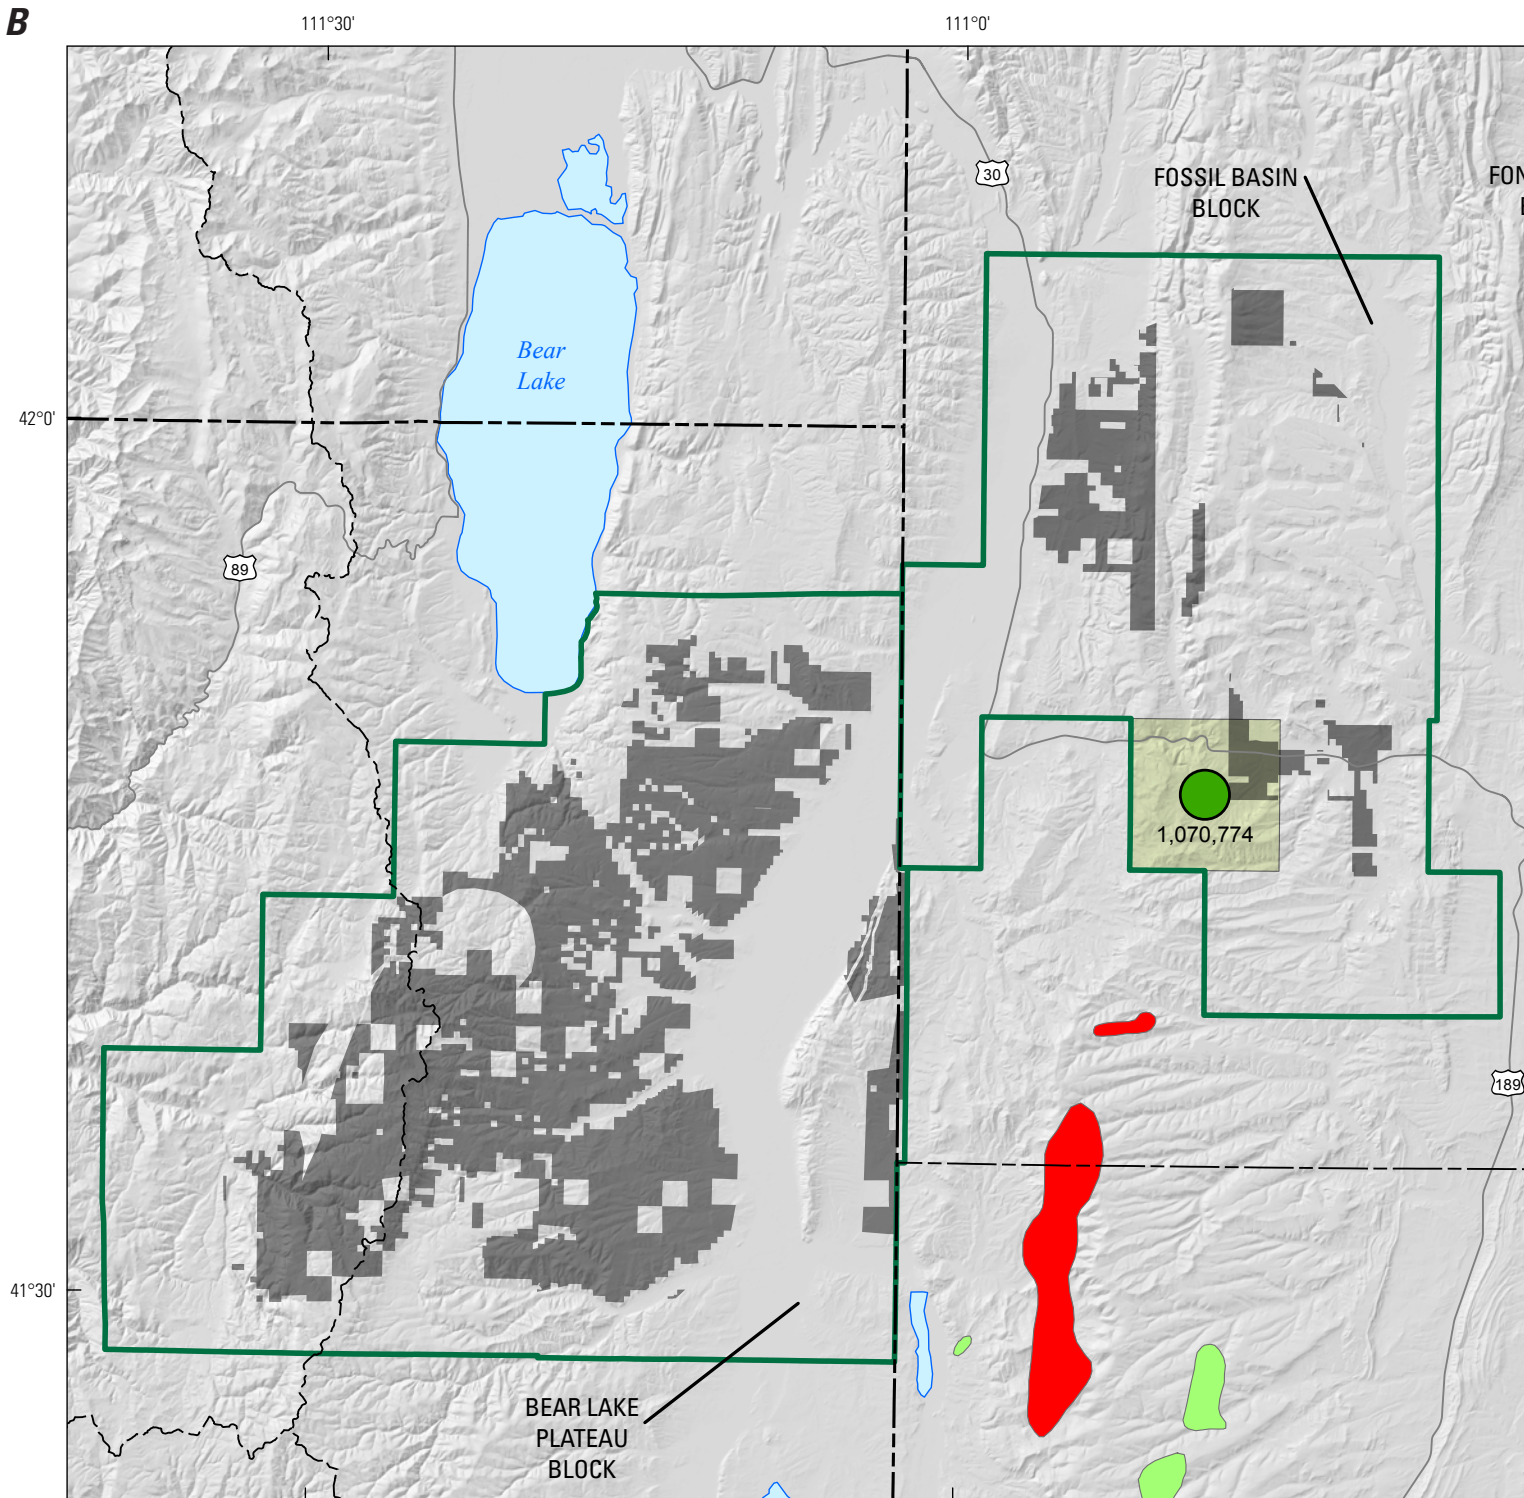 B
111°30'
111°0'
30
FOSSIL BASIN
BLOCK
FON
Bear
Lake
42°0'
89
1,070,774
189
41°30'
BEAR LAKE
PLATEAU
BLOCK